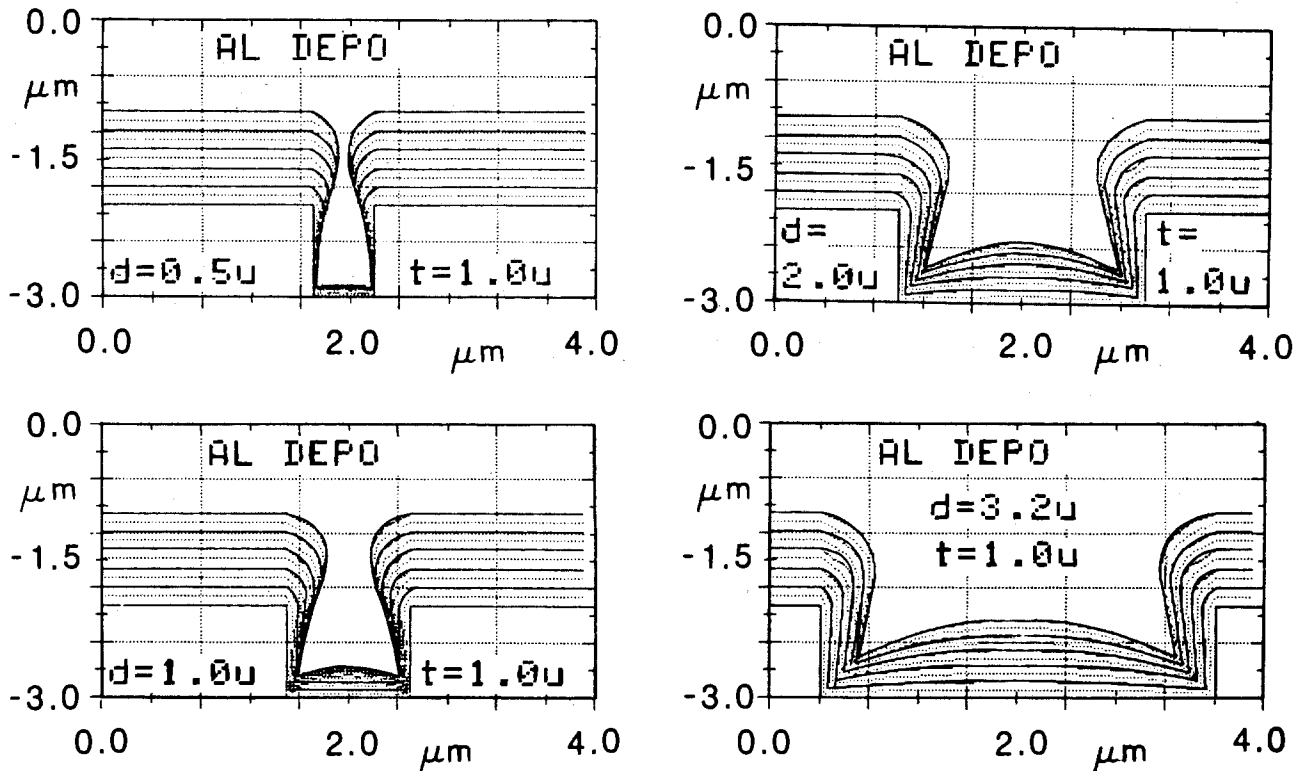 0.0
AL DEPO
μm
-1.5
d=0.5u
t=1.0u
-3.0
0.0
2.0
μm
4.0
0.0
AL DEPO
μm
-1.5
d=
2.0u
t=
1.0u
-3.0
0.0
2.0
μm
4.0
0.0
AL DEPO
μm
-1.5
d=1.0u
t=1.0u
-3.0
0.0
2.0
μm
4.0
0.0
AL DEPO
μm
d=3.2u
t=1.0u
-1.5
-3.0
0.0
2.0
μm
4.0